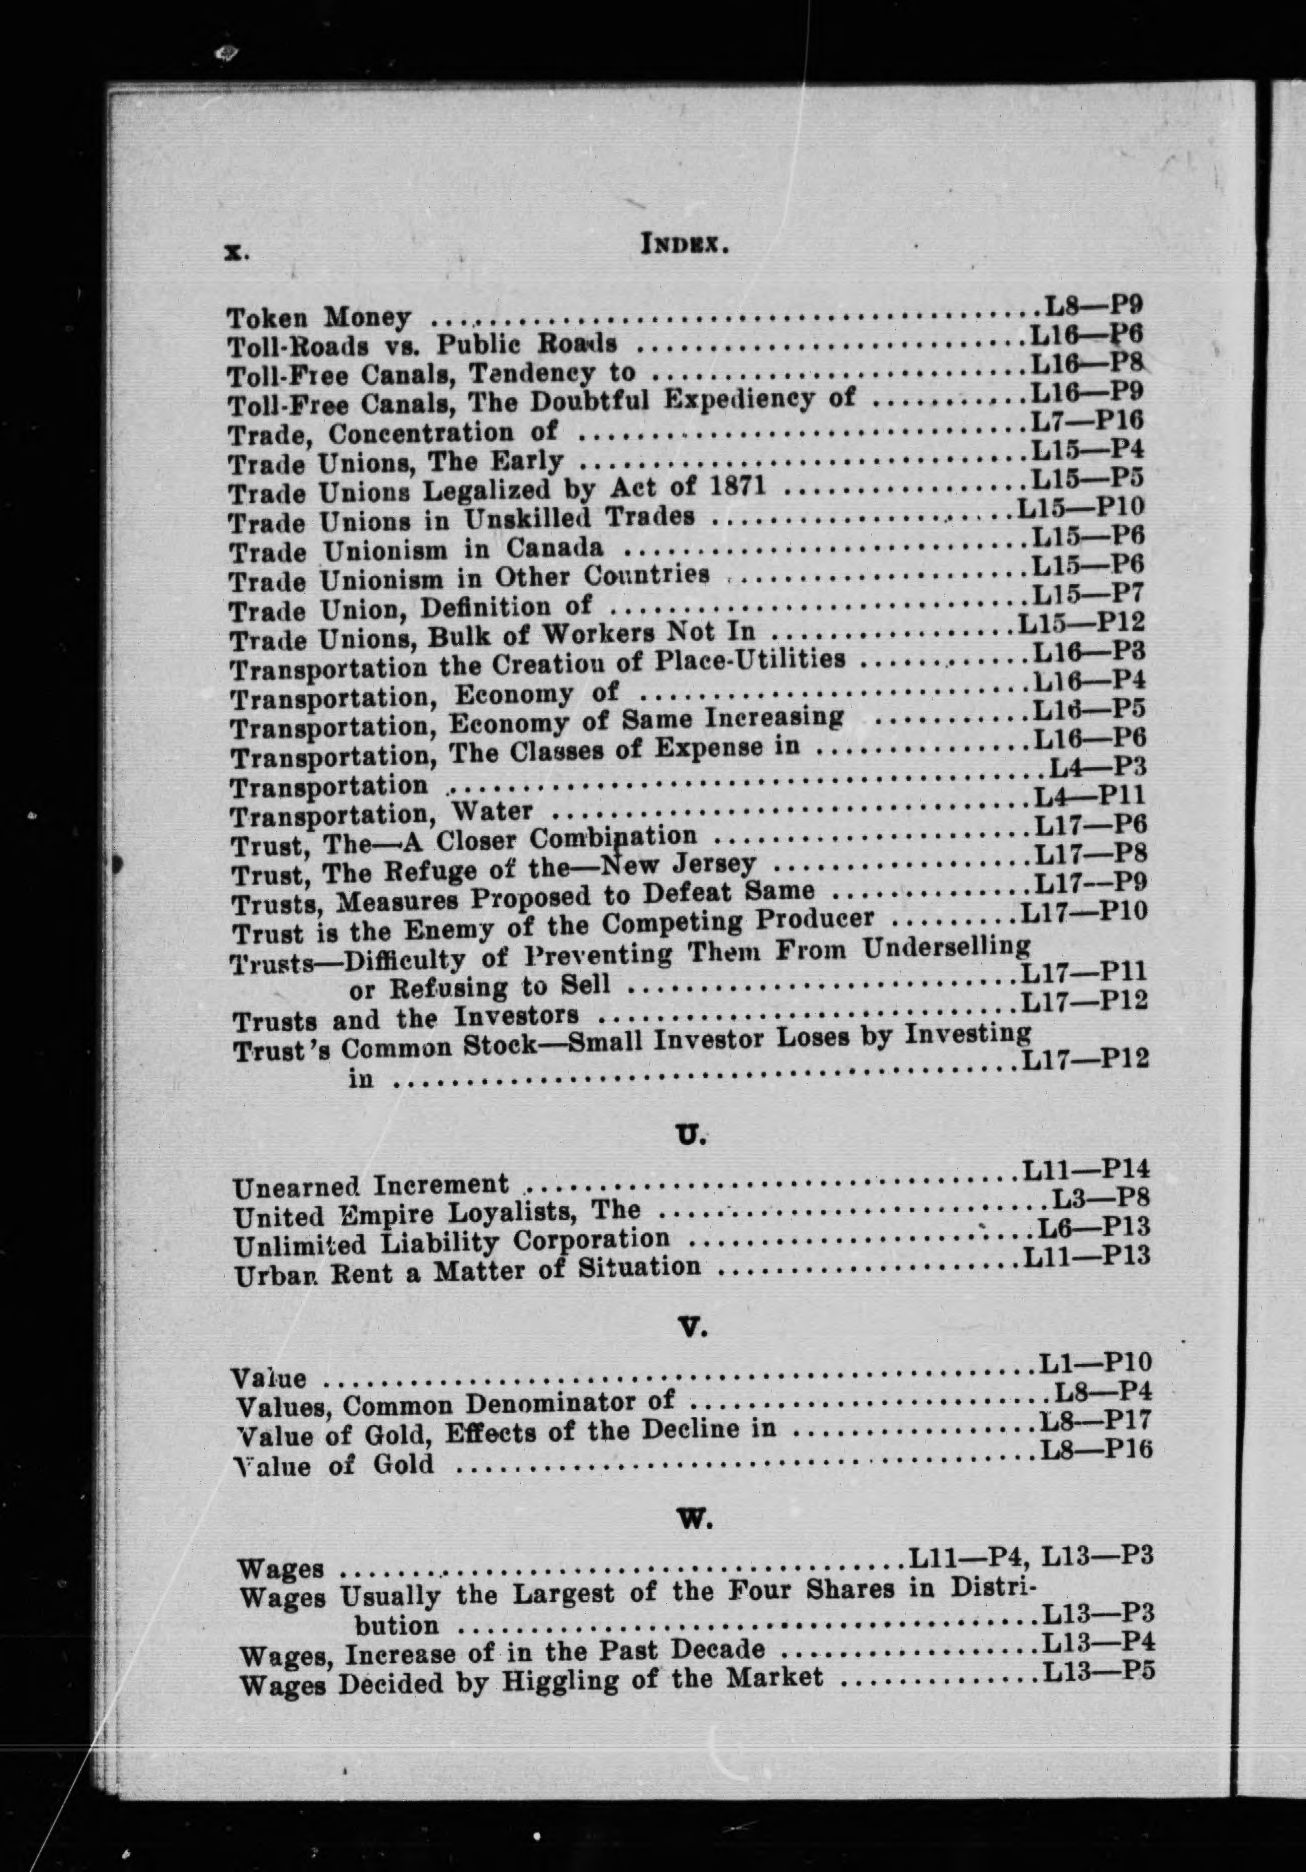 x.
INDEX.
Token Money ..........................................L8—P9
Toll-Roads vs. Public Roads ...........................L16—P6
Toll-Free Canals, Tendency to ..........................L16—P8
Toll-Free Canals, The Doubtful Expediency of ...........L16—P9
Trade, Concentration of ...............................L7—P16
Trade Unions, The Early ...............................L15—P4
Trade Unions Legalized by Act of 1871 .................L15—P5
Trade Unions in Unskilled Trades .....................L15—P10
Trade Unionism in Canada ............................L15—P6
Trade Unionism in Other Countries .....................L15—P6
Trade Union, Definition of .............................L15—P7
Trade Unions, Bulk of Workers Not In .................L15—P12
Transportation the Creation of Place-Utilities ............L16—P3
Transportation, Economy of ...........................L16—P4
Transportation, Economy of Same Increasing ...........L16—P5
Transportation, The Classes of Expense in ...............L16—P6
Transportation .........................................L4—P3
Transportation, Water .................................L4—P11
Trust, The—A Closer Combination ......................L17—P6
Trust, The Refuge of the—New Jersey ..................L17—P8
Trusts, Measures Proposed to Defeat Same ..............L17—P9
Trust is the Enemy of the Competing Producer .........L17—P10
Trusts—Difficulty of Preventing Them From Underselling
or Refusing to Sell ...........................L17—P11
Trusts and the Investors .............................L17—P12
Trust's Common Stock—Small Investor Loses by Investing
in ...........................................L17—P12
U.
Unearned Increment ..................................L11—P14
United Empire Loyalists, The ...........................L3—P8
Unlimited Liability Corporation ........................L6—P13
Urban Rent a Matter of Situation .....................L11—P13
V.
Value .................................................L1—P10
Values, Common Denominator of .........................L8—P4
Value of Gold, Effects of the Decline in .................L8—P17
Value of Gold ........................................L8—P16
W.
Wages .......................................L11—P4, L13—P3
Wages Usually the Largest of the Four Shares in Distri-
bution ........................................L13—P3
Wages, Increase of in the Past Decade ..................L13—P4
Wages Decided by Higgling of the Market ..............L13—P5